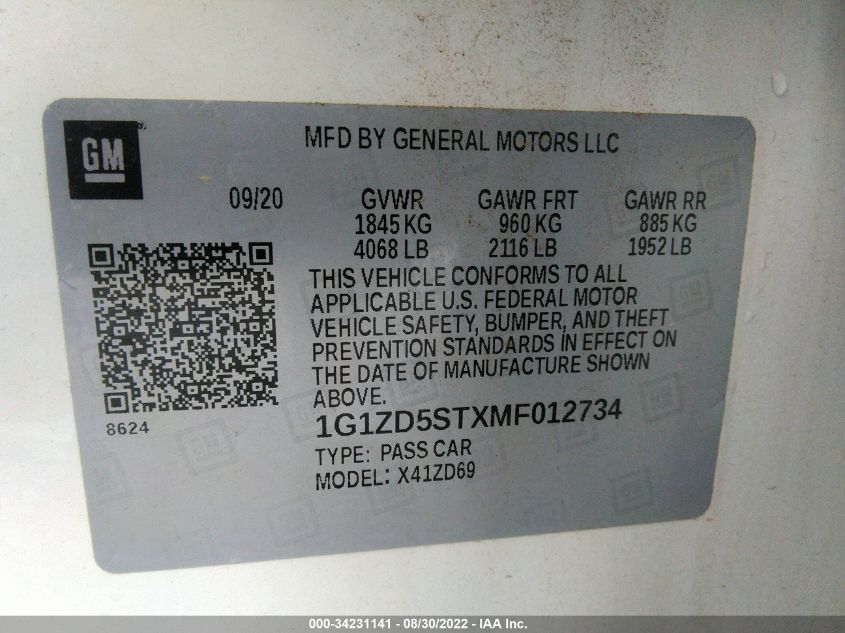 GM
MFD BY GENERAL MOTORS LLC
09/20 GVWR GAWR FRT GAWR RR
1845 KG 960 KG 885 KG
4068 LB 2116 LB 1952 LB
THIS VEHICLE CONFORMS TO ALL
APPLICABLE U.S. FEDERAL MOTOR
VEHICLE SAFETY, BUMPER, AND THEFT
PREVENTION STANDARDS IN EFFECT ON
THE DATE OF MANUFACTURE SHOWN
ABOVE.
8624
1G1ZD5STXMF012734
TYPE: PASS CAR
MODEL: X41ZD69
000-34231141 - 08/30/2022 - IAAI.com